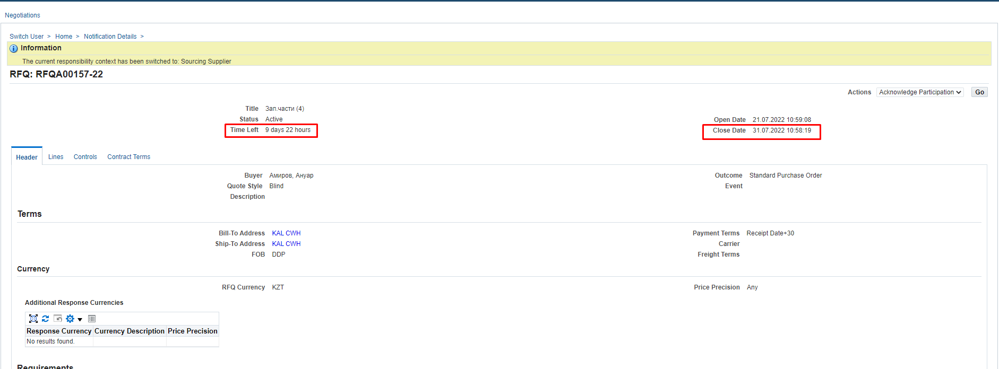 Negotiations
Switch User > Home > Notification Details >
Information
The current responsibility context has been switched to: Sourcing Supplier
RFQ: RFQA00157-22
Actions Acknowledge Participation Go
Title Зап.части (4)
Status Active
Open Date 21.07.2022 10:59:08
Time Left 9 days 22 hours
Close Date 31.07.2022 10:58:19
Header Lines Controls Contract Terms
Buyer Амиров, Ануар
Outcome Standard Purchase Order
Quote Style Blind
Event
Description
Terms
Bill-To Address KAL CWH
Payment Terms Receipt Date+30
Ship-To Address KAL CWH
Carrier
FOB DDP
Freight Terms
Currency
RFQ Currency KZT
Price Precision Any
Additional Response Currencies
Response Currency Currency Description Price Precision
No results found.
Requirements